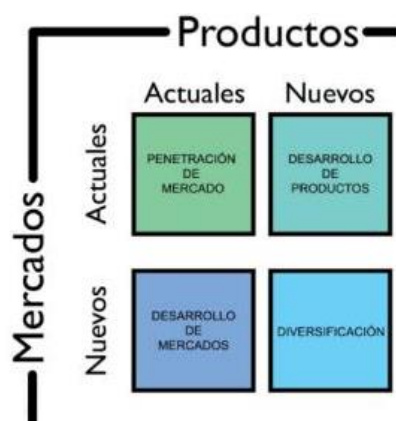 Productos
Actuales Nuevos
Mercados
Actuales
PENETRACIÓN
DE
MERCADO
DESARROLLO
DE
PRODUCTOS
Nuevos
DESARROLLO
DE
MERCADOS
DIVERSIFICACIÓN